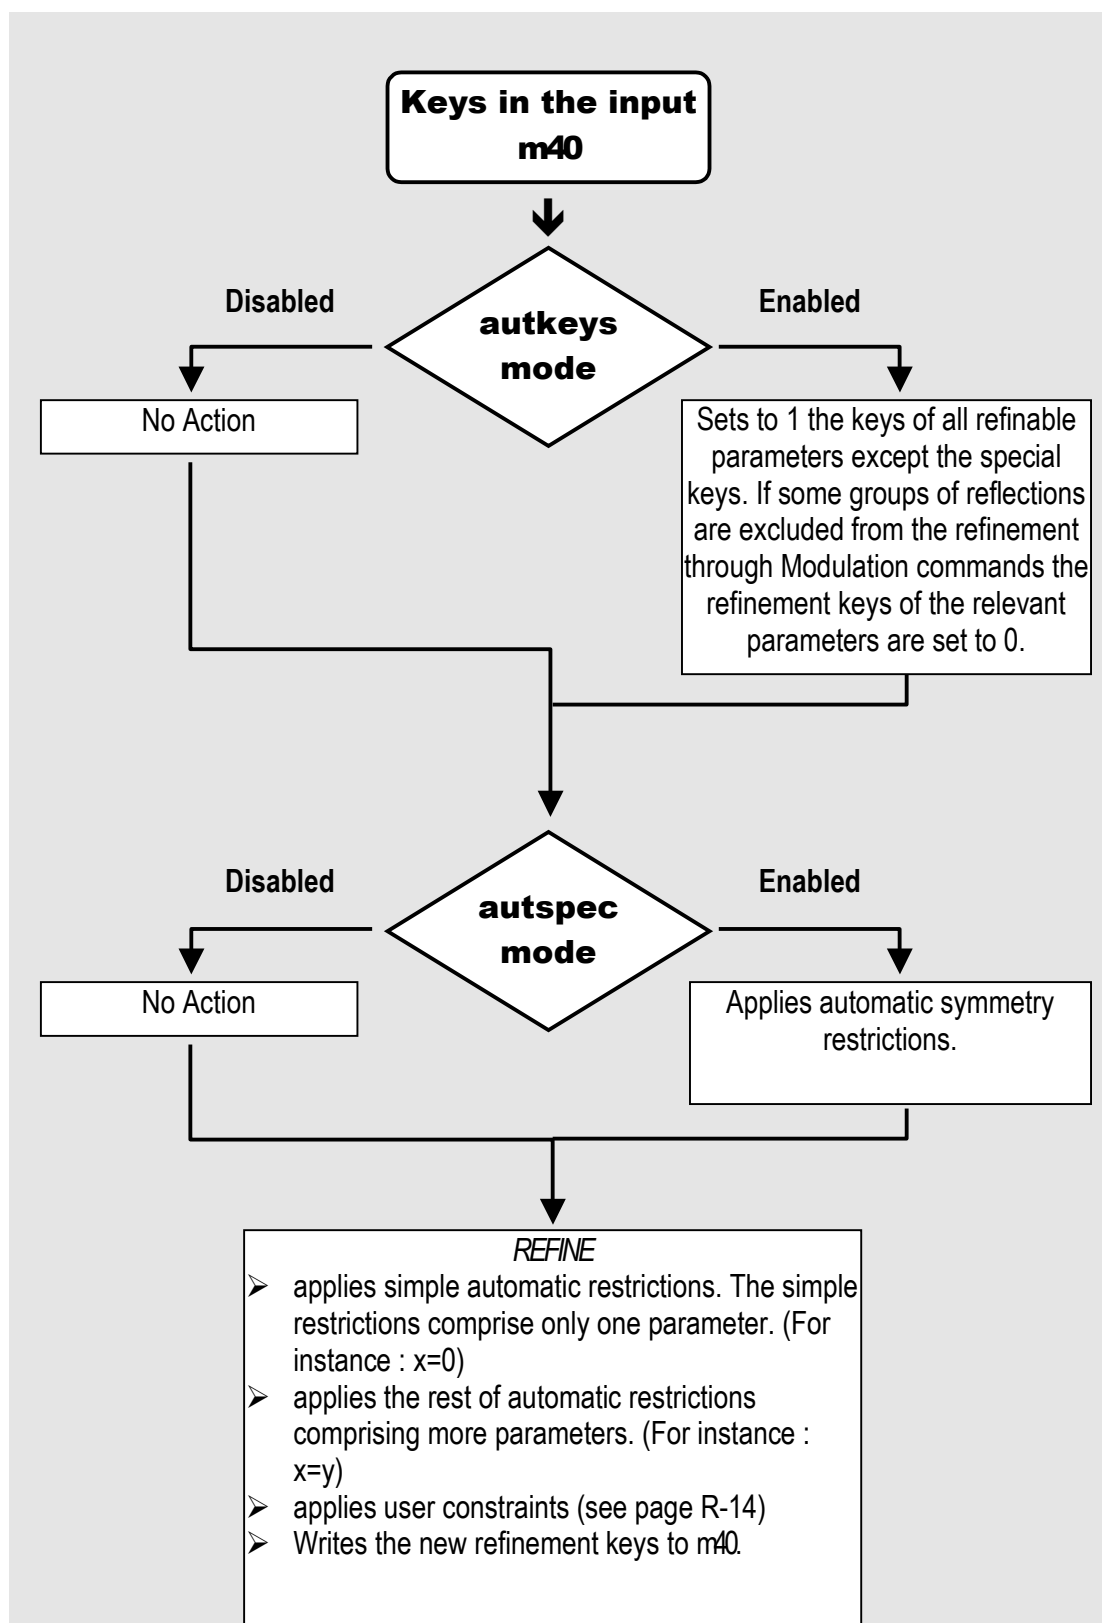 Keys in the input
m40
Disabled
Enabled
autkeys
mode
No Action
Sets to 1 the keys of all refinable
parameters except the special
keys. If some groups of reflections
are excluded from the refinement
through Modulation commands the
refinement keys of the relevant
parameters are set to 0.
Disabled
Enabled
autspec
mode
No Action
Applies automatic symmetry
restrictions.
REFINE
➢ applies simple automatic restrictions. The simple
restrictions comprise only one parameter. (For
instance : x=0)
➢ applies the rest of automatic restrictions
comprising more parameters. (For instance :
x=y)
➢ applies user constraints (see page R-14)
➢ Writes the new refinement keys to m40.